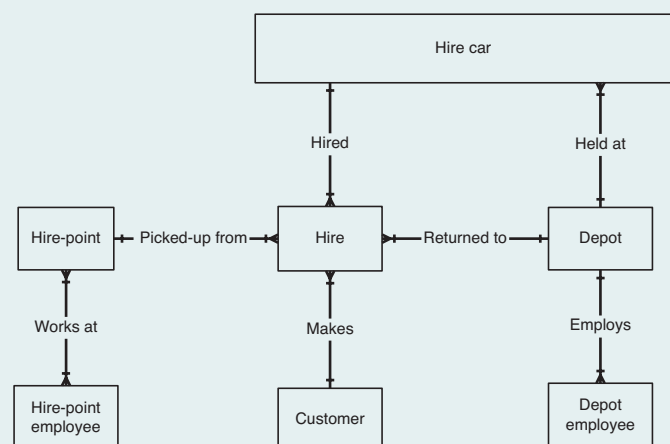 Hire car
Hired
Held at
Hire-point
Picked-up from
Hire
Returned to
Depot
Works at
Makes
Employs
Hire-point
employee
Customer
Depot
employee